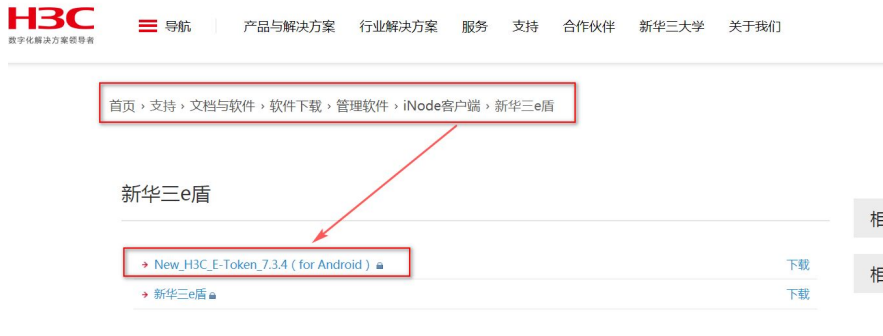 H3C
数字化解决方案领导者
导航
产品与解决方案 行业解决方案 服务 支持 合作伙伴 新华三大学 关于我们
首页 › 支持 › 文档与软件 › 软件下载 › 管理软件 › iNode客户端 › 新华三e盾
新华三e盾
New_H3C_E-Token_7.3.4 ( for Android ) 下载
新华三e盾 下载
相
相